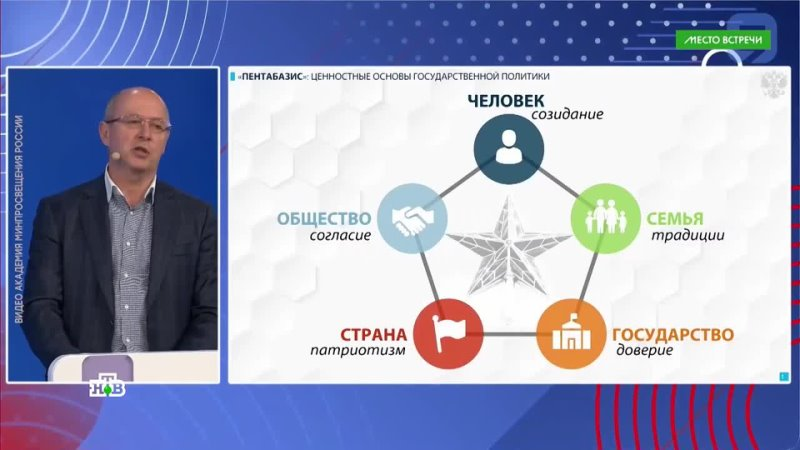 МЕСТО ВСТРЕЧИ
«ПЕНТАБАЗИС»: ЦЕННОСТНЫЕ ОСНОВЫ ГОСУДАРСТВЕННОЙ ПОЛИТИКИ
ВИДЕО АКАДЕМИЯ МИНПРОСВЕЩЕНИЯ РОССИИ
ЧЕЛОВЕК
созидание
ОБЩЕСТВО
согласие
СЕМЬЯ
традиции
СТРАНА
патриотизм
ГОСУДАРСТВО
доверие
НТВ